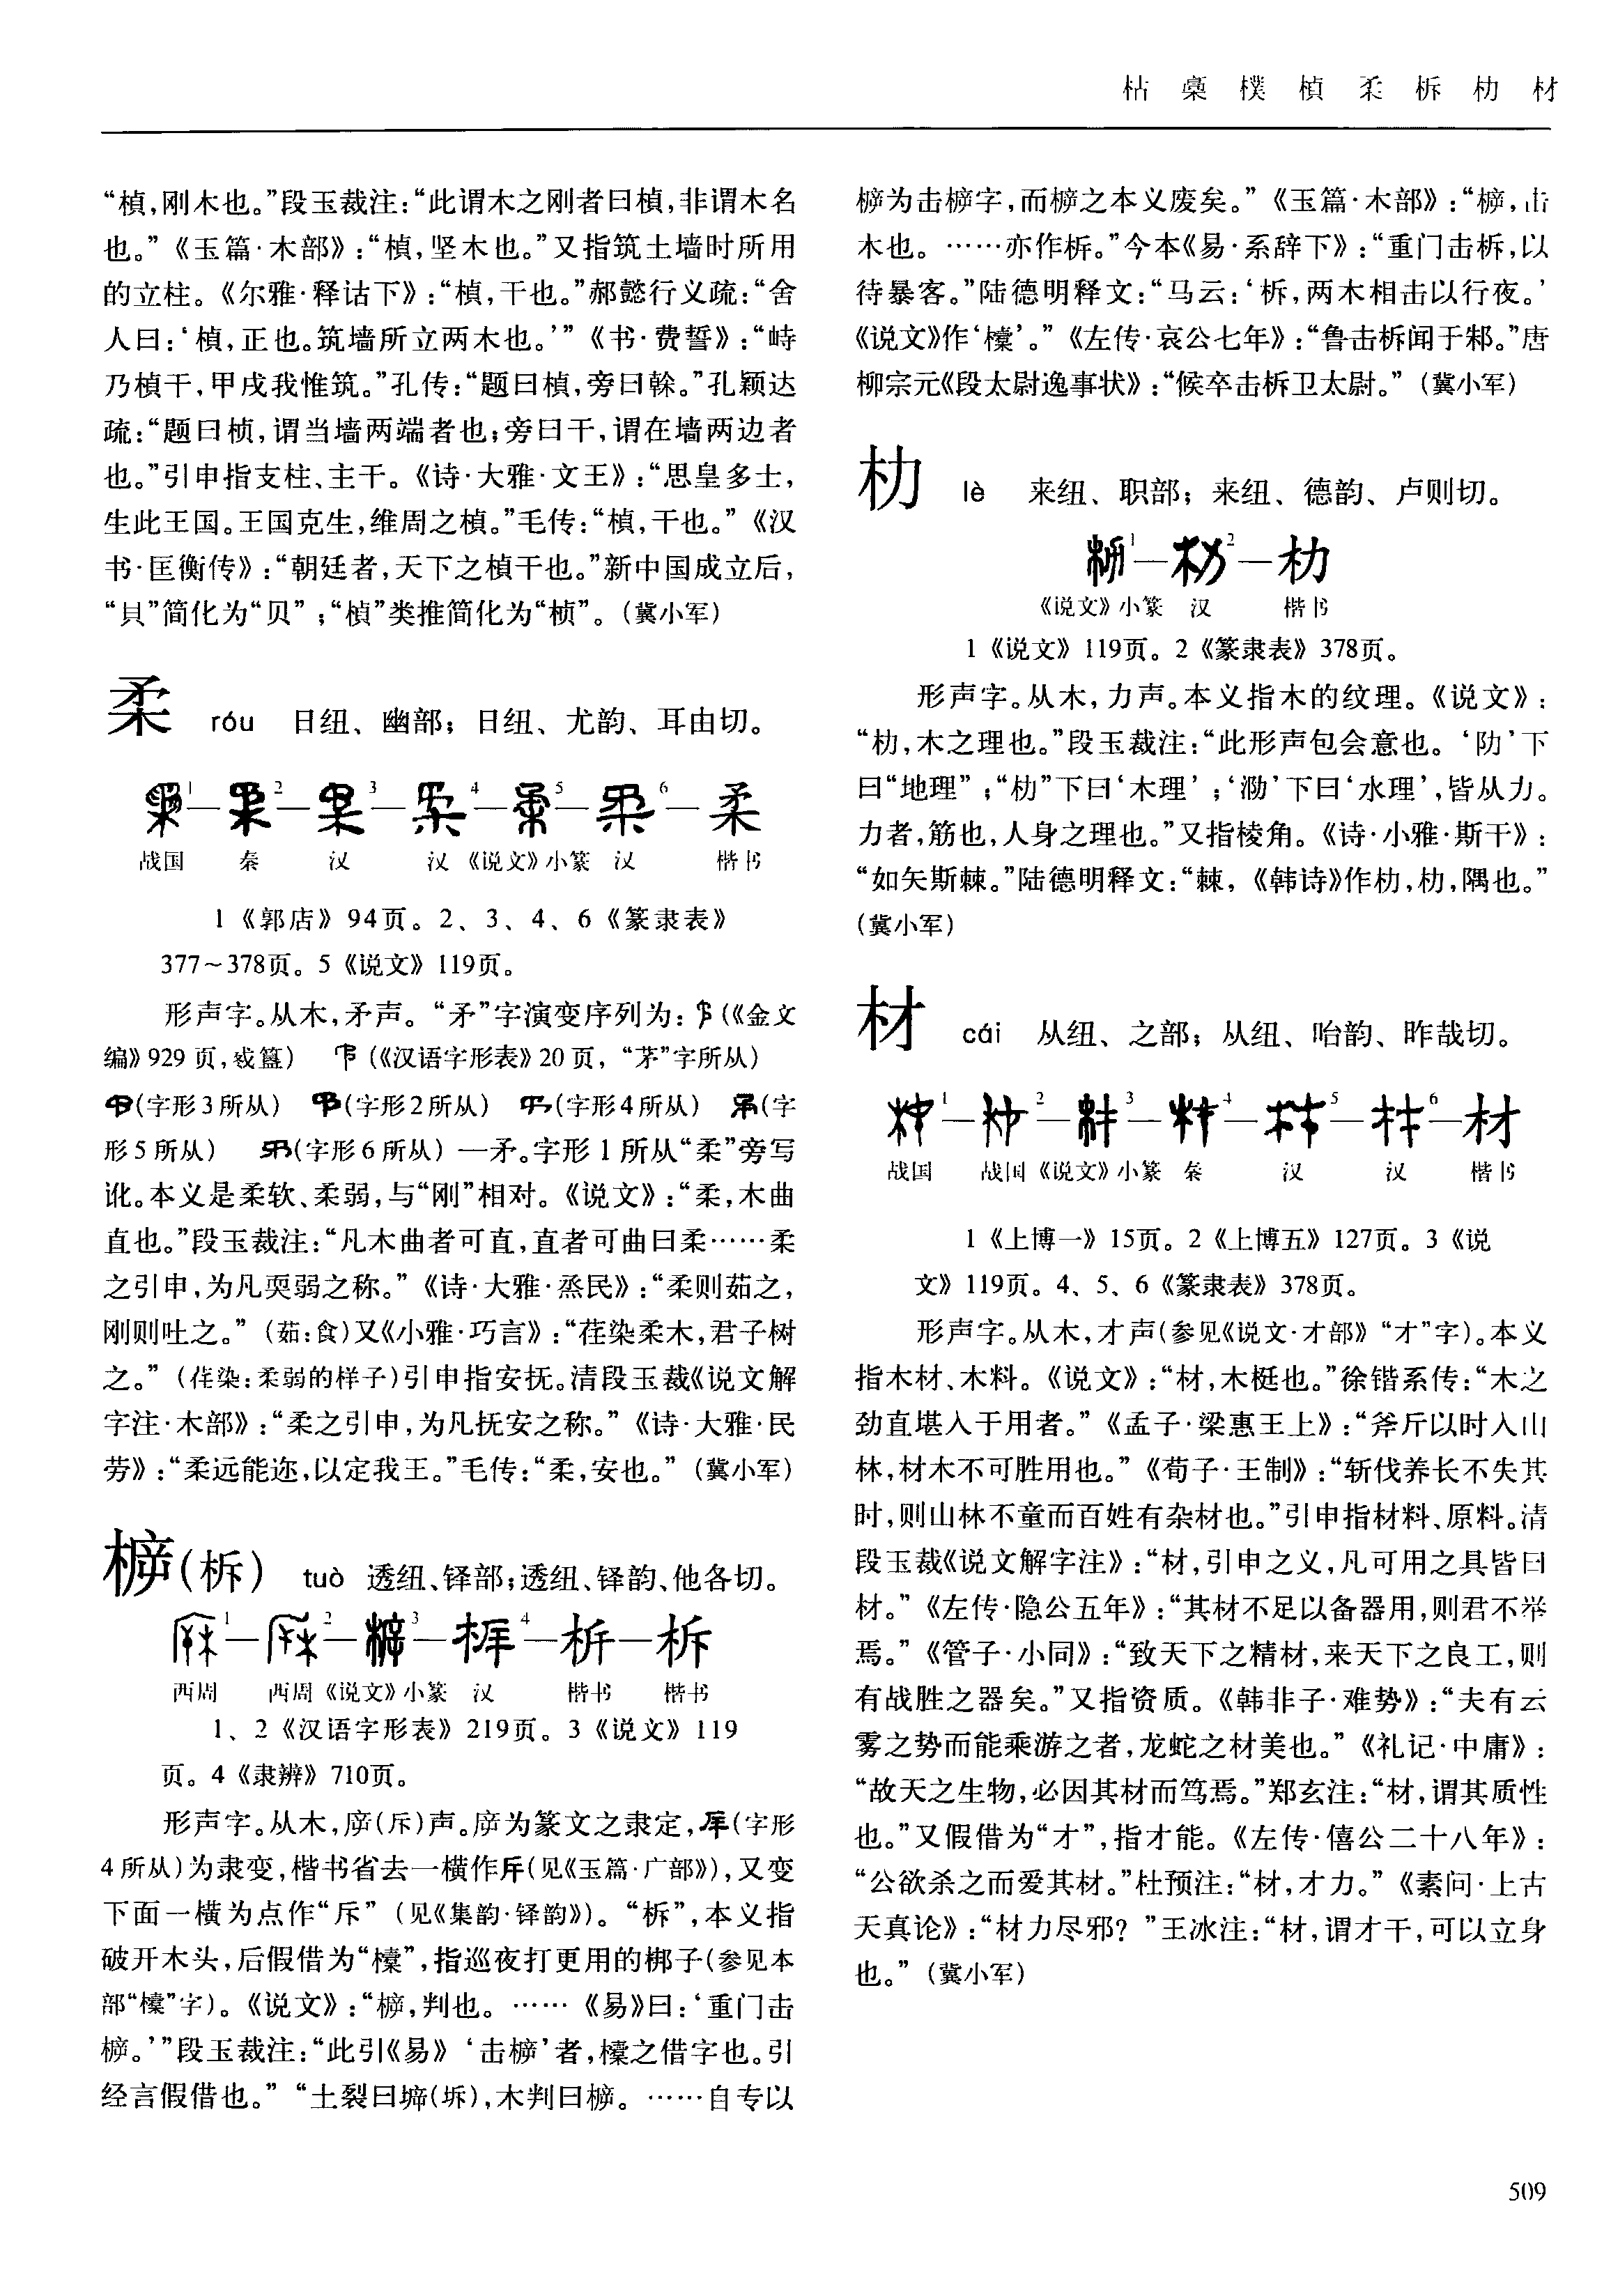 枯 稾 樸 楨 柔 柝 朸 材
“楨,刚木也。”段玉裁注:“此谓木之刚者曰楨,非谓木名
也。”《玉篇·木部》:“楨,坚木也。”又指筑土墙时所用
的立柱。《尔雅·释诂下》:“楨,干也。”郝懿行义疏:“舍
人曰:‘楨,正也。筑墙所立两木也。’”《书·费誓》:“峙
乃楨干,甲戌我惟筑。”孔传:“题曰楨,旁曰榦。”孔颖达
疏:“题曰桢,谓当墙两端者也;旁曰干,谓在墙两边者
也。”引申指支柱、主干。《诗·大雅·文王》:“思皇多士,
生此王国。王国克生,维周之楨。”毛传:“楨,干也。”《汉
书·匡衡传》:“朝廷者,天下之楨干也。”新中国成立后,
“貝”简化为“贝”;“楨”类推简化为“桢”。(冀小军)
柔 róu 日纽、幽部;日纽、尤韵、耳由切。
1—2—3—4—5—6—柔
战国 秦 汉 汉 《说文》小篆 汉 楷书
1《郭店》94页。2、3、4、6《篆隶表》
377~378页。5《说文》119页。
形声字。从木,矛声。“矛”字演变序列为:(《金文
编》929页,𢦚簋) (《汉语字形表》20页,“茅”字所从)
(字形3所从) (字形2所从) (字形4所从) (字
形5所从) (字形6所从)—矛。字形1所从“柔”旁写
讹。本义是柔软、柔弱,与“刚”相对。《说文》:“柔,木曲
直也。”段玉裁注:“凡木曲者可直,直者可曲曰柔……柔
之引申,为凡耎弱之称。”《诗·大雅·烝民》:“柔则茹之,
刚则吐之。”(茹:食)又《小雅·巧言》:“荏染柔木,君子树
之。”(荏染:柔弱的样子)引申指安抚。清段玉裁《说文解
字注·木部》:“柔之引申,为凡抚安之称。”《诗·大雅·民
劳》:“柔远能迩,以定我王。”毛传:“柔,安也。”(冀小军)
㯐(柝) tuò 透纽、铎部;透纽、铎韵、他各切。
1—2—3—4—㭊—柝
西周 西周 《说文》小篆 汉 楷书 楷书
1、2《汉语字形表》219页。3《说文》119
页。4《隶辨》710页。
形声字。从木,㡿(斥)声。㡿为篆文之隶定,(字形
4所从)为隶变,楷书省去一横作斤(见《玉篇·广部》),又变
下面一横为点作“斥”(见《集韵·铎韵》)。“柝”,本义指
破开木头,后假借为“㯱”,指巡夜打更用的梆子(参见本
部“㯱”字)。《说文》:“㯐,判也。……《易》曰:‘重门击
㯐。’”段玉裁注:“此引《易》‘击㯐’者,㯱之借字也。引
经言假借也。”“土裂曰㙤(坼),木判曰㯐。……自专以
㯐为击㯐字,而㯐之本义废矣。”《玉篇·木部》:“㯐,击
木也。……亦作㭊。”今本《易·系辞下》:“重门击柝,以
待暴客。”陆德明释文:“马云:‘柝,两木相击以行夜。’
《说文》作‘㯱’。”《左传·哀公七年》:“鲁击柝闻于邾。”唐
柳宗元《段太尉逸事状》:“候卒击柝卫太尉。”(冀小军)
朸 lè 来纽、职部;来纽、德韵、卢则切。
1—2—朸
《说文》小篆 汉 楷书
1《说文》119页。2《篆隶表》378页。
形声字。从木,力声。本义指木的纹理。《说文》:
“朸,木之理也。”段玉裁注:“此形声包会意也。‘阞’下
曰“地理”;“朸”下曰‘木理’;‘泐’下曰‘水理’,皆从力。
力者,筋也,人身之理也。”又指棱角。《诗·小雅·斯干》:
“如矢斯棘。”陆德明释文:“棘,《韩诗》作朸,朸,隅也。”
(冀小军)
材 cái 从纽、之部;从纽、咍韵、昨哉切。
1—2—3—4—5—6—材
战国 战国 《说文》小篆 秦 汉 汉 楷书
1《上博一》15页。2《上博五》127页。3《说
文》119页。4、5、6《篆隶表》378页。
形声字。从木,才声(参见《说文·才部》“才”字)。本义
指木材、木料。《说文》:“材,木梃也。”徐锴系传:“木之
劲直堪入于用者。”《孟子·梁惠王上》:“斧斤以时入山
林,材木不可胜用也。”《荀子·王制》:“斩伐养长不失其
时,则山林不童而百姓有杂材也。”引申指材料、原料。清
段玉裁《说文解字注》:“材,引申之义,凡可用之具皆曰
材。”《左传·隐公五年》:“其材不足以备器用,则君不举
焉。”《管子·小问》:“致天下之精材,来天下之良工,则
有战胜之器矣。”又指资质。《韩非子·难势》:“夫有云
雾之势而能乘游之者,龙蛇之材美也。”《礼记·中庸》:
“故天之生物,必因其材而笃焉。”郑玄注:“材,谓其质性
也。”又假借为“才”,指才能。《左传·僖公二十八年》:
“公欲杀之而爱其材。”杜预注:“材,才力。”《素问·上古
天真论》:“材力尽邪?”王冰注:“材,谓才干,可以立身
也。”(冀小军)
509